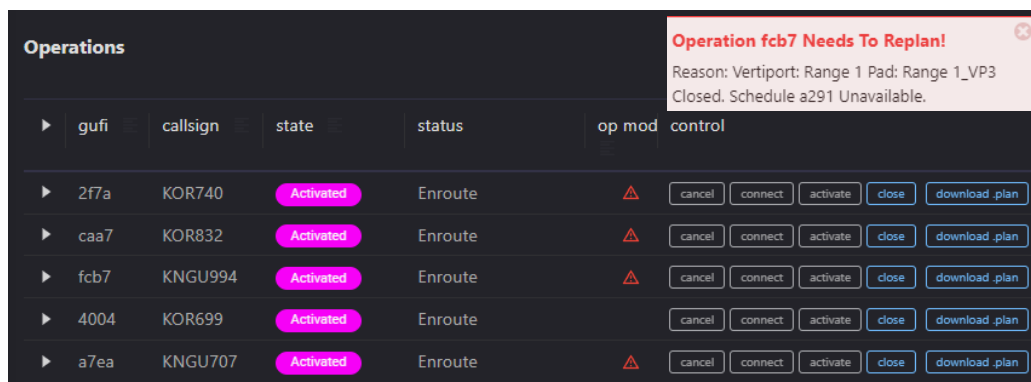 Operations
Operation fcb7 Needs To Replan!
Reason: Vertiport: Range 1 Pad: Range 1_VP3
Closed. Schedule a291 Unavailable.
gufi callsign state status op mod control
2f7a KOR740 Activated Enroute cancel connect activate close download .plan
caa7 KOR832 Activated Enroute cancel connect activate close download .plan
fcb7 KNGU994 Activated Enroute cancel connect activate close download .plan
4004 KOR699 Activated Enroute cancel connect activate close download .plan
a7ea KNGU707 Activated Enroute cancel connect activate close download .plan